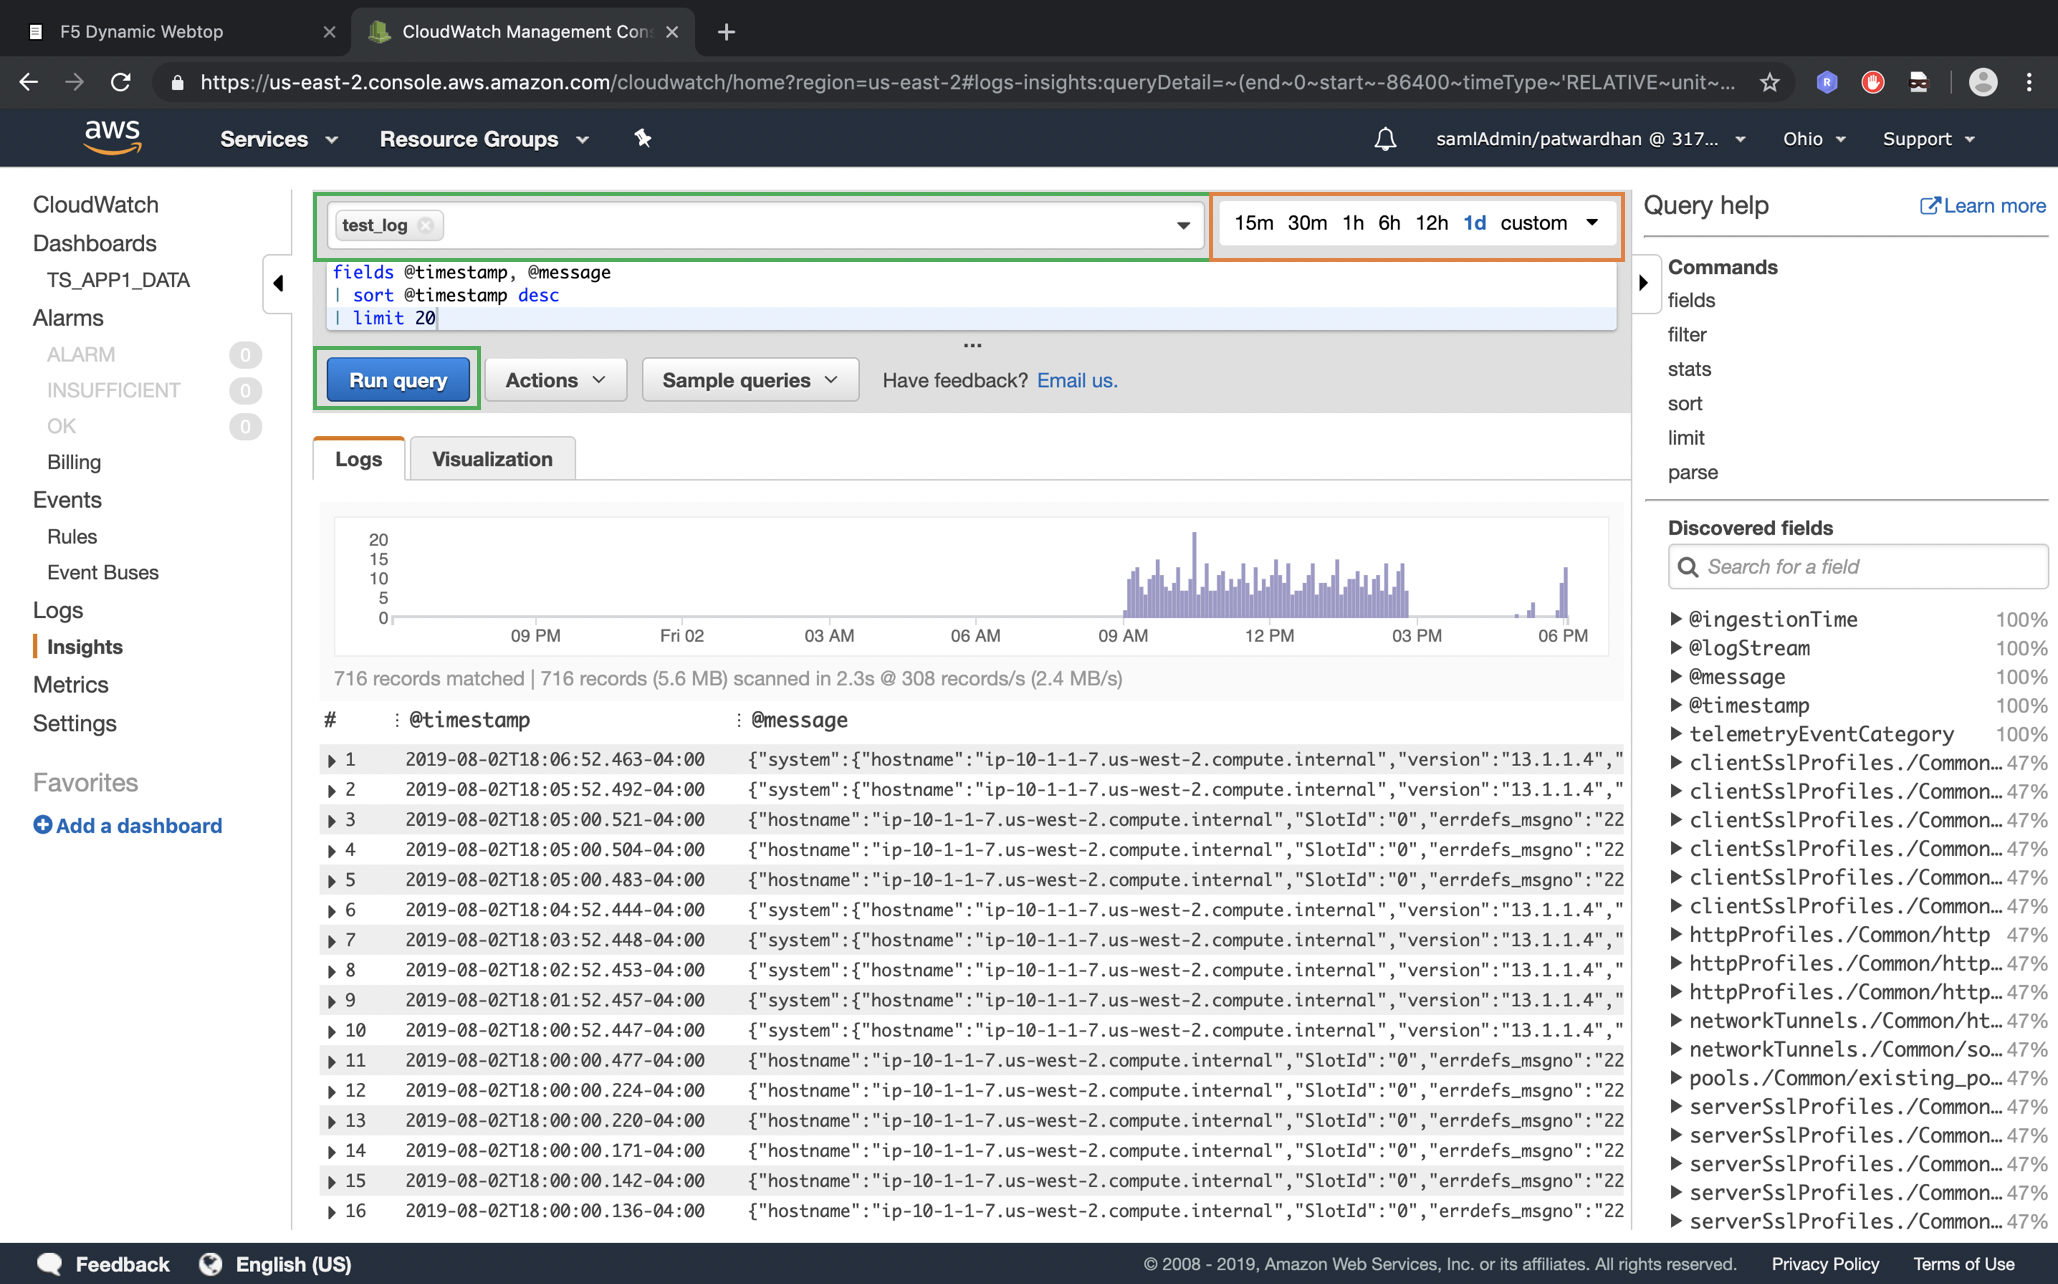 F5 Dynamic Webtop
CloudWatch Management Con
https://us-east-2.console.aws.amazon.com/cloudwatch/home?region=us-east-2#logs-insights:queryDetail=~(end~0~start~-86400~timeType~'RELATIVE~unit~...
aws
Services
Resource Groups
samlAdmin/patwardhan @ 317...
Ohio
Support
CloudWatch
Dashboards
TS_APP1_DATA
Alarms
ALARM 0
INSUFFICIENT 0
OK 0
Billing
Events
Rules
Event Buses
Logs
Insights
Metrics
Settings
Favorites
Add a dashboard
test_log
15m 30m 1h 6h 12h 1d custom
fields @timestamp, @message
| sort @timestamp desc
| limit 20
...
Run query
Actions
Sample queries
Have feedback? Email us.
Logs
Visualization
20
15
10
5
0
09 PM Fri 02 03 AM 06 AM 09 AM 12 PM 03 PM 06 PM
716 records matched | 716 records (5.6 MB) scanned in 2.3s @ 308 records/s (2.4 MB/s)
# @timestamp @message
1 2019-08-02T18:06:52.463-04:00 {"system":{"hostname":"ip-10-1-1-7.us-west-2.compute.internal","version":"13.1.1.4","
2 2019-08-02T18:05:52.492-04:00 {"system":{"hostname":"ip-10-1-1-7.us-west-2.compute.internal","version":"13.1.1.4","
3 2019-08-02T18:05:00.521-04:00 {"hostname":"ip-10-1-1-7.us-west-2.compute.internal","SlotId":"0","errdefs_msgno":"22
4 2019-08-02T18:05:00.504-04:00 {"hostname":"ip-10-1-1-7.us-west-2.compute.internal","SlotId":"0","errdefs_msgno":"22
5 2019-08-02T18:05:00.483-04:00 {"hostname":"ip-10-1-1-7.us-west-2.compute.internal","SlotId":"0","errdefs_msgno":"22
6 2019-08-02T18:04:52.444-04:00 {"system":{"hostname":"ip-10-1-1-7.us-west-2.compute.internal","version":"13.1.1.4","
7 2019-08-02T18:03:52.448-04:00 {"system":{"hostname":"ip-10-1-1-7.us-west-2.compute.internal","version":"13.1.1.4","
8 2019-08-02T18:02:52.453-04:00 {"system":{"hostname":"ip-10-1-1-7.us-west-2.compute.internal","version":"13.1.1.4","
9 2019-08-02T18:01:52.457-04:00 {"system":{"hostname":"ip-10-1-1-7.us-west-2.compute.internal","version":"13.1.1.4","
10 2019-08-02T18:00:52.447-04:00 {"system":{"hostname":"ip-10-1-1-7.us-west-2.compute.internal","version":"13.1.1.4","
11 2019-08-02T18:00:00.477-04:00 {"hostname":"ip-10-1-1-7.us-west-2.compute.internal","SlotId":"0","errdefs_msgno":"22
12 2019-08-02T18:00:00.224-04:00 {"hostname":"ip-10-1-1-7.us-west-2.compute.internal","SlotId":"0","errdefs_msgno":"22
13 2019-08-02T18:00:00.220-04:00 {"hostname":"ip-10-1-1-7.us-west-2.compute.internal","SlotId":"0","errdefs_msgno":"22
14 2019-08-02T18:00:00.171-04:00 {"hostname":"ip-10-1-1-7.us-west-2.compute.internal","SlotId":"0","errdefs_msgno":"22
15 2019-08-02T18:00:00.142-04:00 {"hostname":"ip-10-1-1-7.us-west-2.compute.internal","SlotId":"0","errdefs_msgno":"22
16 2019-08-02T18:00:00.136-04:00 {"hostname":"ip-10-1-1-7.us-west-2.compute.internal","SlotId":"0","errdefs_msgno":"22
Query help
Learn more
Commands
fields
filter
stats
sort
limit
parse
Discovered fields
Search for a field
@ingestionTime 100%
@logStream 100%
@message 100%
@timestamp 100%
telemetryEventCategory 100%
clientSslProfiles./Common... 47%
clientSslProfiles./Common... 47%
clientSslProfiles./Common... 47%
clientSslProfiles./Common... 47%
clientSslProfiles./Common... 47%
clientSslProfiles./Common... 47%
httpProfiles./Common/http 47%
httpProfiles./Common/http... 47%
httpProfiles./Common/http... 47%
networkTunnels./Common/ht... 47%
networkTunnels./Common/so... 47%
pools./Common/existing_po... 47%
serverSslProfiles./Common... 47%
serverSslProfiles./Common... 47%
serverSslProfiles./Common... 47%
serverSslProfiles./Common... 47%
serverSslProfiles./Common... 47%
Feedback
English (US)
© 2008 - 2019, Amazon Web Services, Inc. or its affiliates. All rights reserved.
Privacy Policy
Terms of Use